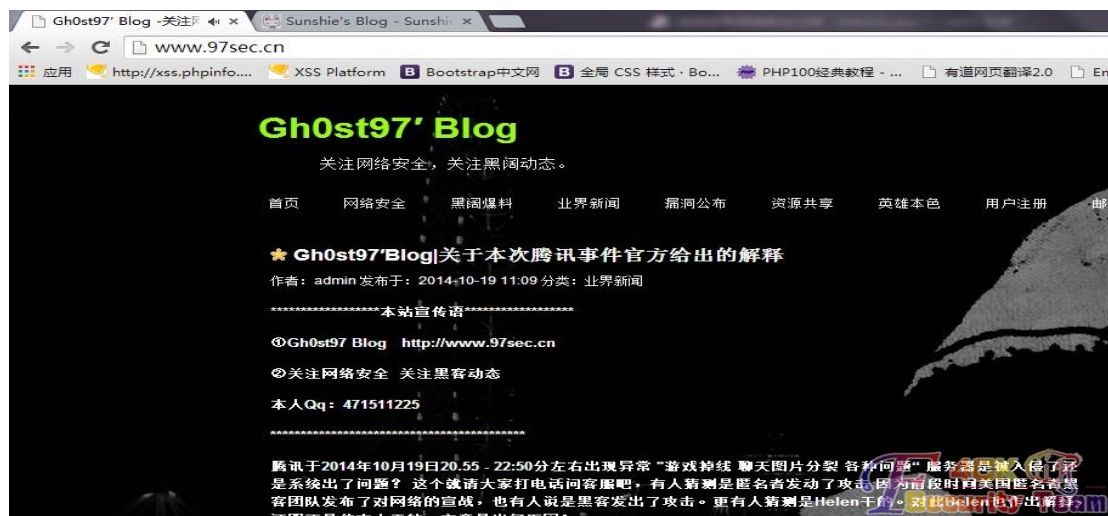 Gh0st97' Blog -关注
Sunshie's Blog - Sunshi
www.97sec.cn
应用 http://xss.phpinfo.... XSS Platform Bootstrap中文网 全局 CSS 样式 · Bo... PHP100经典教程 - ... 有道网页翻译2.0 En
Gh0st97′ Blog
关注网络安全，关注黑阔动态。
首页 网络安全 黑阔爆料 业界新闻 漏洞公布 资源共享 英雄本色 用户注册 邮
Gh0st97′Blog|关于本次腾讯事件官方给出的解释
作者：admin 发布于：2014-10-19 11:09 分类：业界新闻
******************本站宣传语******************
①Gh0st97 Blog http://www.97sec.cn
②关注网络安全 关注黑客动态
本人Qq：471511225
******************************************
腾讯于2014年10月19日20.55 - 22:50分左右出现异常 "游戏掉线 聊天图片分裂 各种问题" 服务器是被入侵了还
是系统出了问题？ 这个就请大家打电话问客服吧，有人猜测是匿名者发动了攻击 因为前段时间美国匿名者黑
客团队发布了对网络的宣战，也有人说是黑客发出了攻击。更有人猜测是Helen干的。对此Helen也作出解释